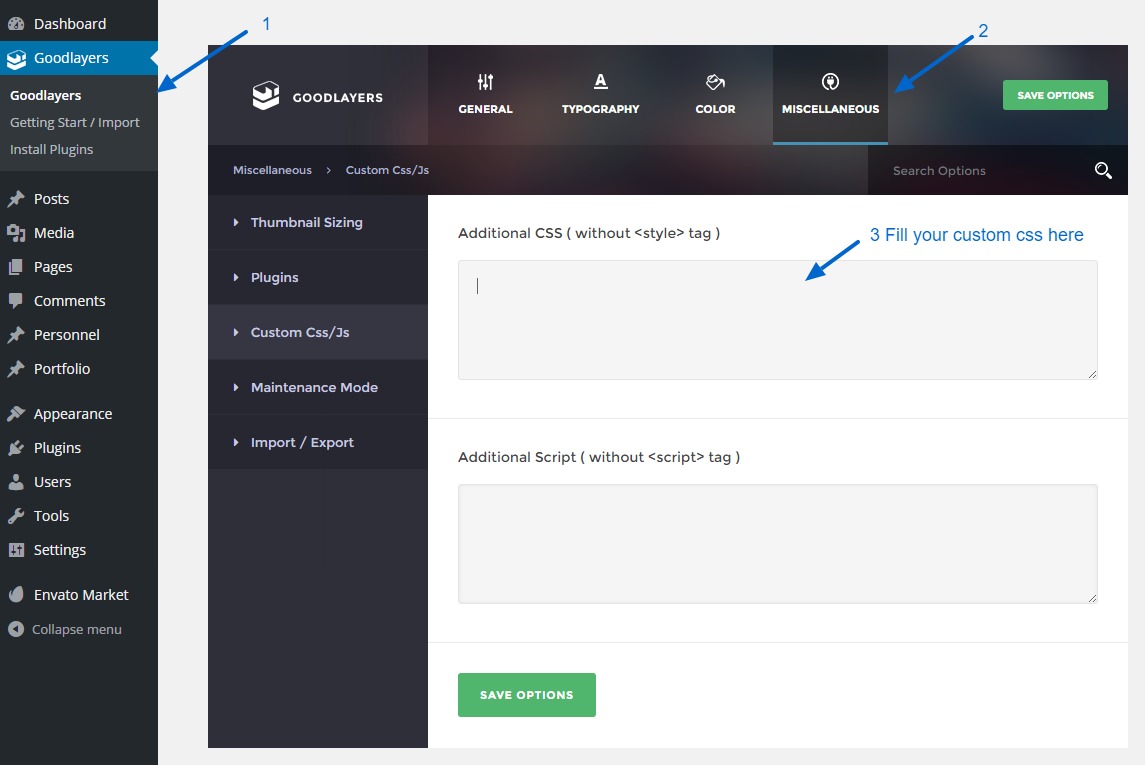 Dashboard
Goodlayers
Goodlayers
Getting Start / Import
Install Plugins
Posts
Media
Pages
Comments
Personnel
Portfolio
Appearance
Plugins
Users
Tools
Settings
Envato Market
Collapse menu
1
2
GOODLAYERS
GENERAL
TYPOGRAPHY
COLOR
MISCELLANEOUS
SAVE OPTIONS
Miscellaneous > Custom Css/Js
Search Options
Thumbnail Sizing
Plugins
Custom Css/Js
Maintenance Mode
Import / Export
Additional CSS ( without <style> tag )
3 Fill your custom css here
Additional Script ( without <script> tag )
SAVE OPTIONS